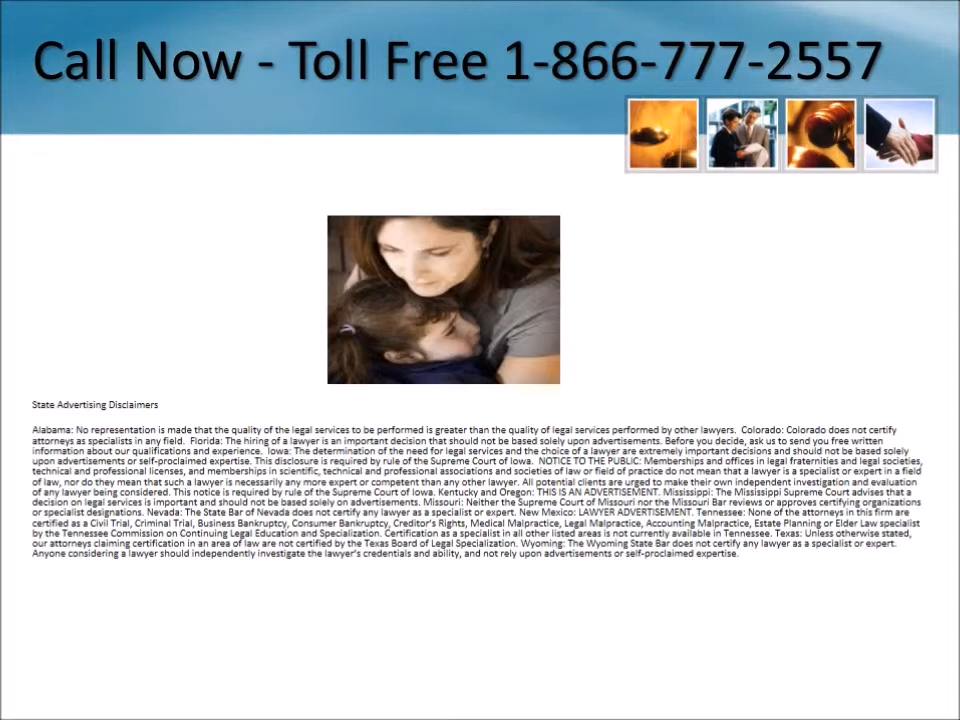 Call Now - Toll Free 1-866-777-2557
State Advertising Disclaimers
Alabama: No representation is made that the quality of the legal services to be performed is greater than the quality of legal services performed by other lawyers.  Colorado: Colorado does not certify
attorneys as specialists in any field.  Florida: The hiring of a lawyer is an important decision that should not be based solely upon advertisements. Before you decide, ask us to send you free written
information about our qualifications and experience.  Iowa: The determination of the need for legal services and the choice of a lawyer are extremely important decisions and should not be based solely
upon advertisements or self-proclaimed expertise. This disclosure is required by rule of the Supreme Court of Iowa.  NOTICE TO THE PUBLIC: Memberships and offices in legal fraternities and legal societies,
technical and professional licenses, and memberships in scientific, technical and professional associations and societies of law or field of practice do not mean that a lawyer is a specialist or expert in a field
of law, nor do they mean that such a lawyer is necessarily any more expert or competent than any other lawyer. All potential clients are urged to make their own independent investigation and evaluation
of any lawyer being considered. This notice is required by rule of the Supreme Court of Iowa. Kentucky and Oregon: THIS IS AN ADVERTISEMENT. Mississippi: The Mississippi Supreme Court advises that a
decision on legal services is important and should not be based solely on advertisements. Missouri: Neither the Supreme Court of Missouri nor the Missouri Bar reviews or approves certifying organizations
or specialist designations. Nevada: The State Bar of Nevada does not certify any lawyer as a specialist or expert. New Mexico: LAWYER ADVERTISEMENT. Tennessee: None of the attorneys in this firm are
certified as a Civil Trial, Criminal Trial, Business Bankruptcy, Consumer Bankruptcy, Creditor's Rights, Medical Malpractice, Legal Malpractice, Accounting Malpractice, Estate Planning or Elder Law specialist
by the Tennessee Commission on Continuing Legal Education and Specialization. Certification as a specialist in all other listed areas is not currently available in Tennessee. Texas: Unless otherwise stated,
our attorneys claiming certification in an area of law are not certified by the Texas Board of Legal Specialization. Wyoming: The Wyoming State Bar does not certify any lawyer as a specialist or expert.
Anyone considering a lawyer should independently investigate the lawyer's credentials and ability, and not rely upon advertisements or self-proclaimed expertise.